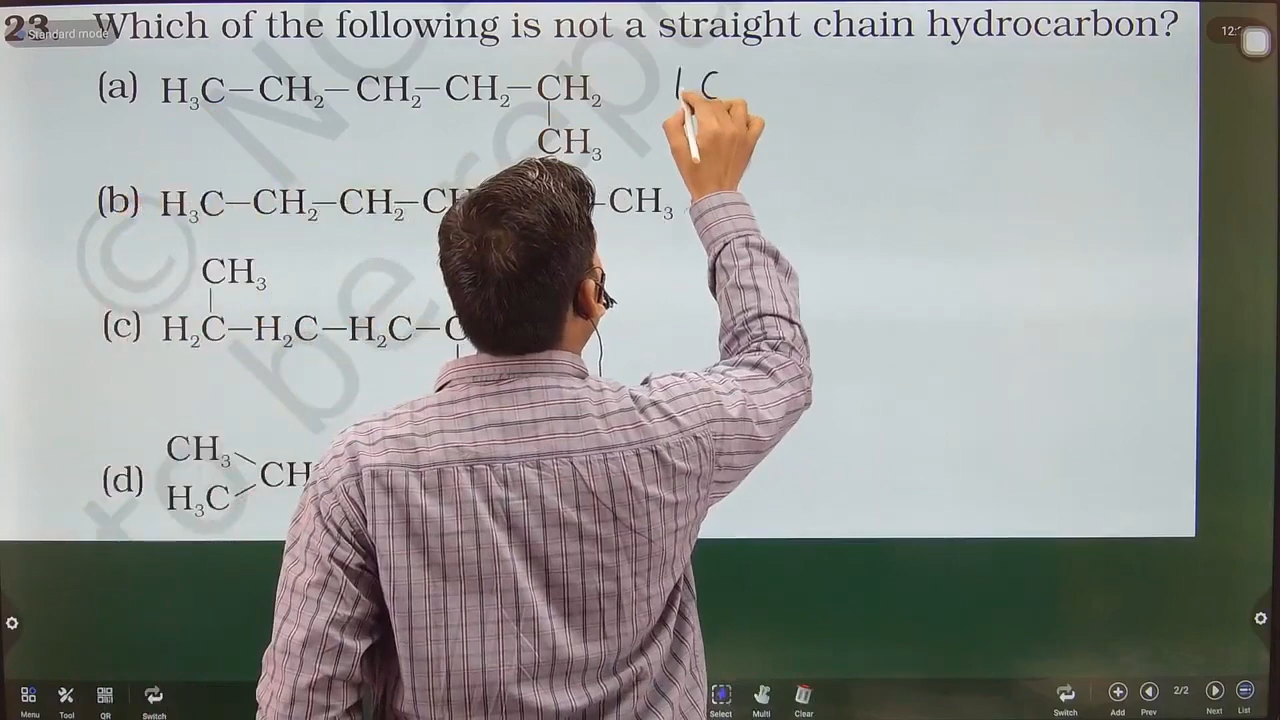 23. Which of the following is not a straight chain hydrocarbon?
Standard mode
12:
(a) H₃C–CH₂–CH₂–CH₂–CH₂
CH₃
(b) H₃C–CH₂–CH₂– –CH₃
CH₃
(c) H₂C–H₂C–H₂C–
CH₃
(d) CH
H₃C
Menu Tool QR Switch Select Multi Clear Switch Add Prev 2/2 Next List